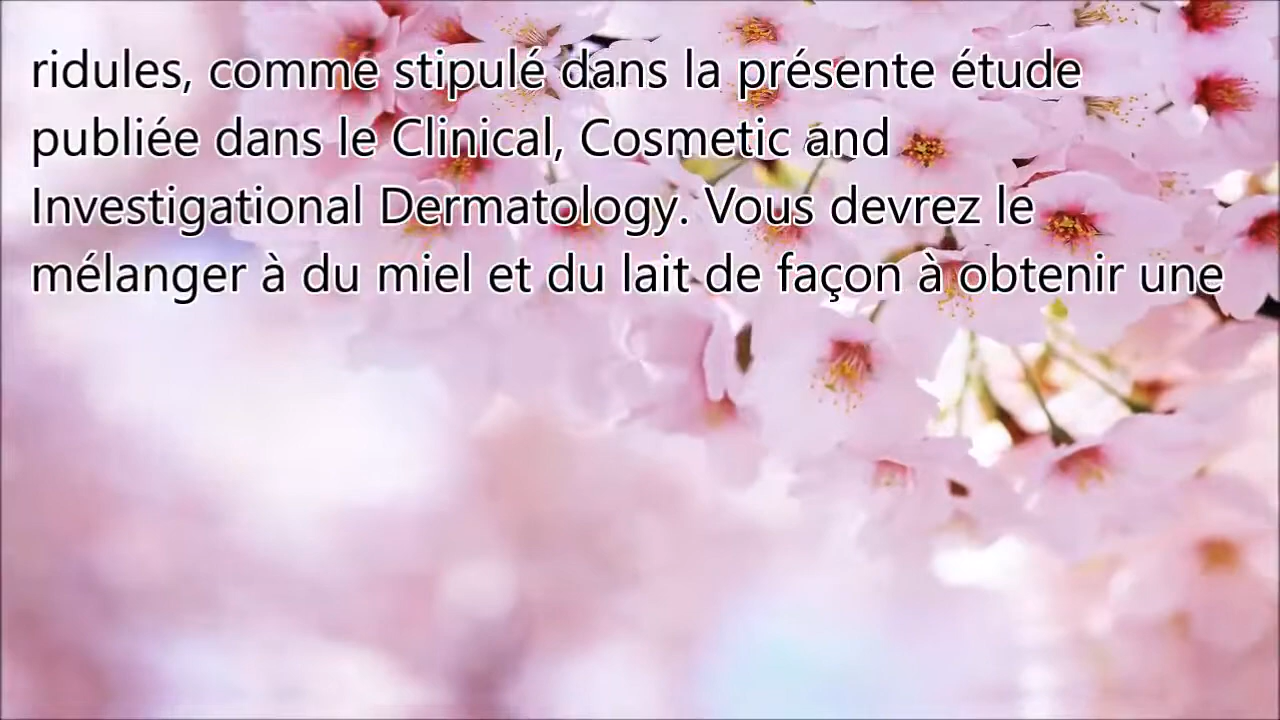 ridules, comme stipulé dans la présente étude
publiée dans le Clinical, Cosmetic and
Investigational Dermatology. Vous devrez le
mélanger à du miel et du lait de façon à obtenir une